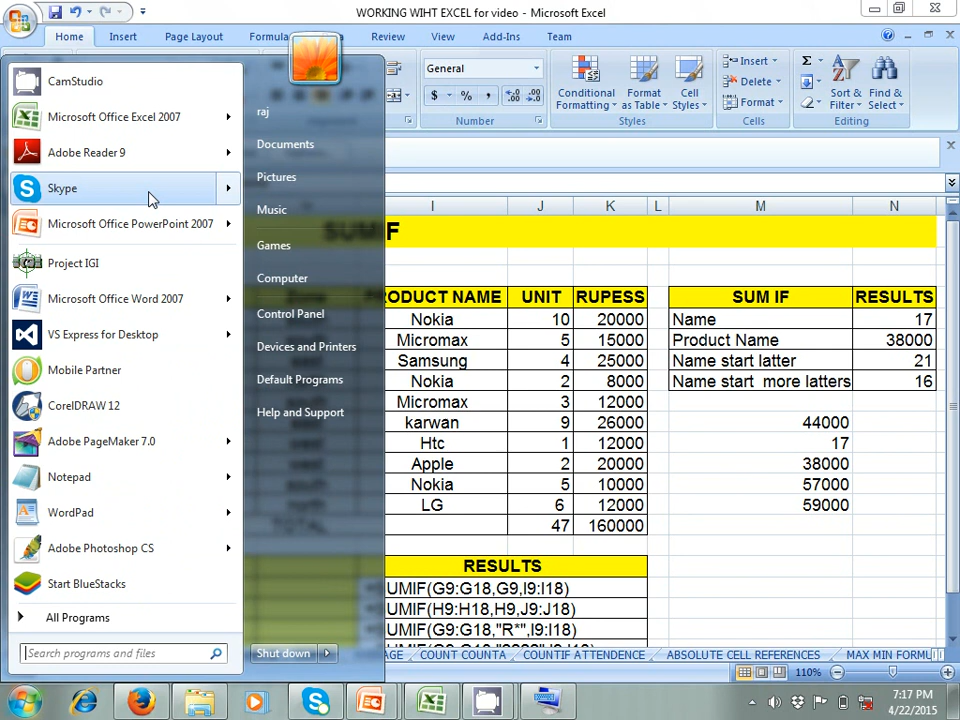 WORKING WIHT EXCEL for video - Microsoft Excel
Home
Insert
Page Layout
Formula
Review
View
Add-Ins
Team
General
$ % ,
Number
Conditional
Formatting
Format
as Table
Cell
Styles
Styles
Insert
Delete
Format
Cells
Σ
Sort &
Filter
Find &
Select
Editing
I J K L M N
SUMIF
PRODUCT NAME UNIT RUPESS
Nokia 10 20000
Micromax 5 15000
Samsung 4 25000
Nokia 2 8000
Micromax 3 12000
karwan 9 26000
Htc 1 12000
Apple 2 20000
Nokia 5 10000
LG 6 12000
TOTAL 47 160000
SUM IF RESULTS
Name 17
Product Name 38000
Name start latter 21
Name start more latters 16
44000
17
38000
57000
59000
RESULTS
SUMIF(G9:G18,G9,I9:I18)
SUMIF(H9:H18,H9,J9:J18)
SUMIF(G9:G18,"R*",I9:I18)
COUNT COUNTA
COUNTIF ATTENDENCE
ABSOLUTE CELL REFERENCES
MAX MIN FORMU
110%
CamStudio
Microsoft Office Excel 2007
Adobe Reader 9
Skype
Microsoft Office PowerPoint 2007
Project IGI
Microsoft Office Word 2007
VS Express for Desktop
Mobile Partner
CorelDRAW 12
Adobe PageMaker 7.0
Notepad
WordPad
Adobe Photoshop CS
Start BlueStacks
All Programs
Search programs and files
raj
Documents
Pictures
Music
Games
Computer
Control Panel
Devices and Printers
Default Programs
Help and Support
Shut down
7:17 PM
4/22/2015